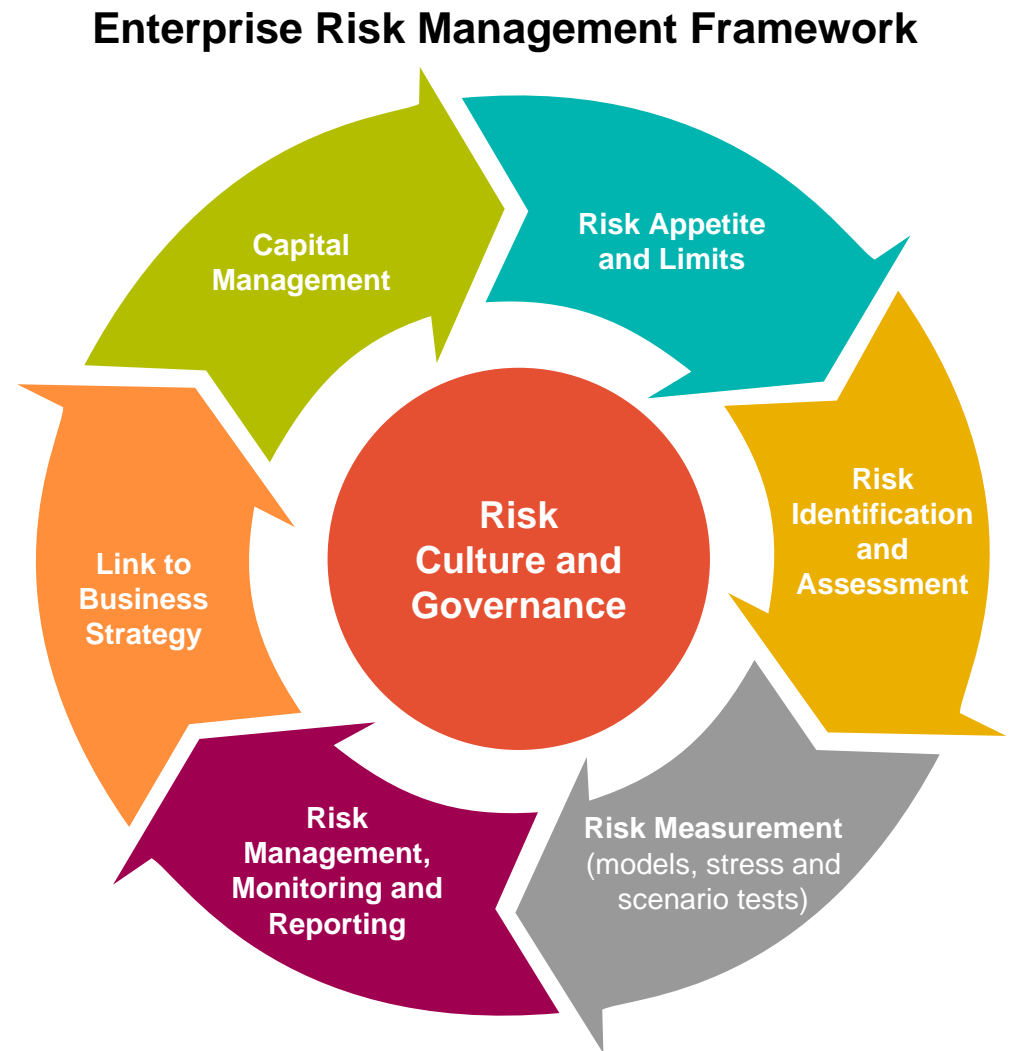 Enterprise Risk Management Framework
Capital
Management
Risk Appetite
and Limits
Risk
Identification
and
Assessment
Risk
Culture and
Governance
Link to
Business
Strategy
Risk
Management,
Monitoring and
Reporting
Risk Measurement
(models, stress and
scenario tests)